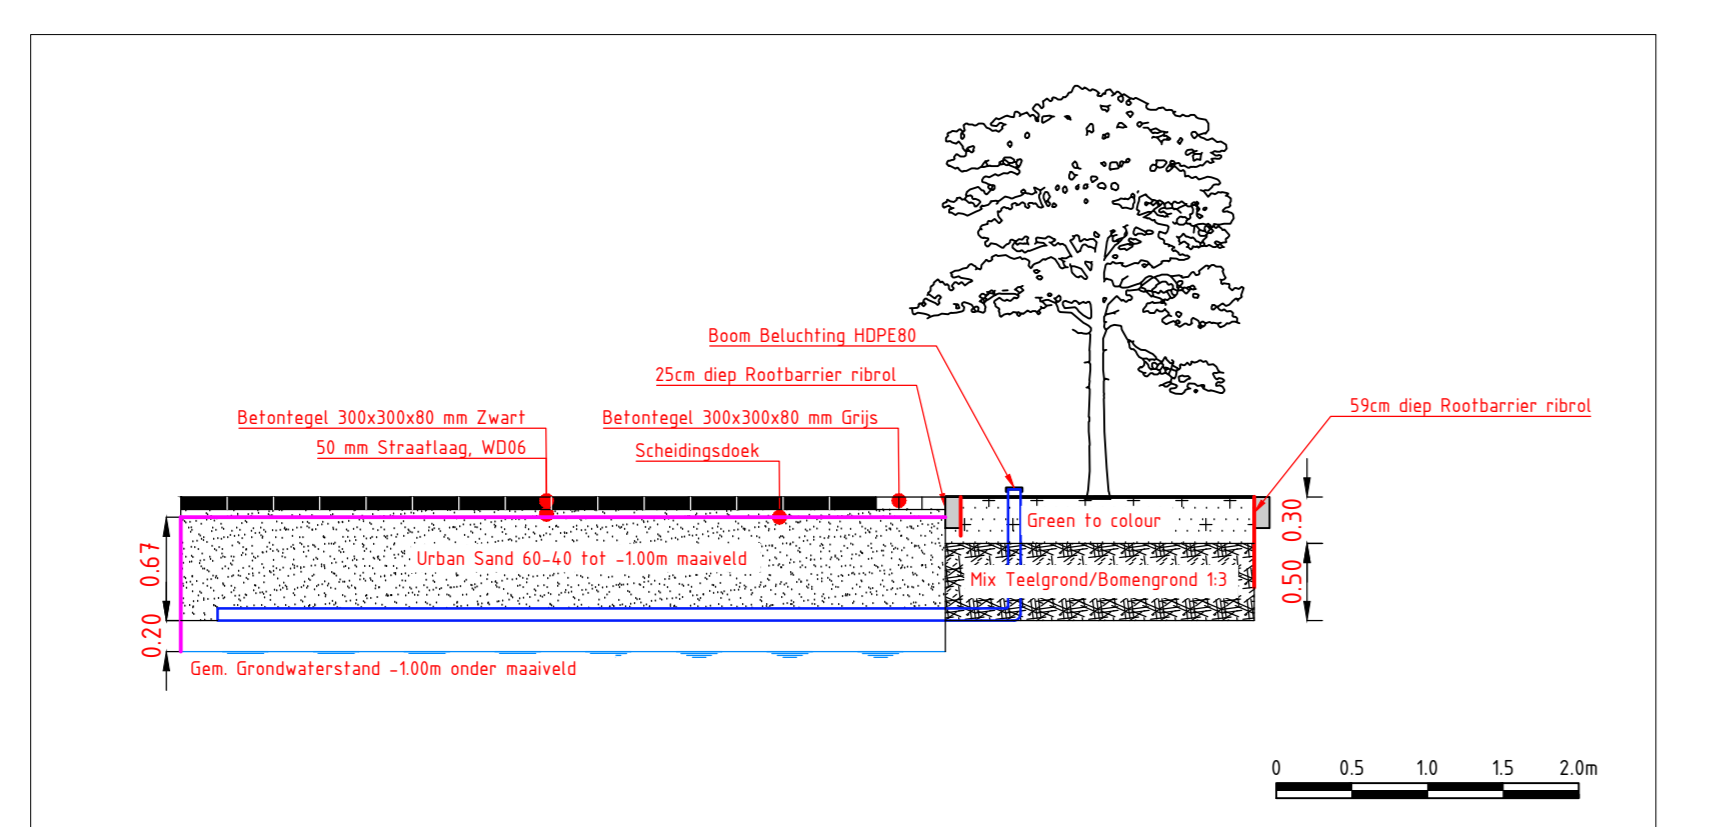 Boom Beluchting HDPE80
25cm diep Rootbarrier ribrol
59cm diep Rootbarrier ribrol
Betontegel 300x300x80 mm Zwart
Betontegel 300x300x80 mm Grijs
50 mm Straatlaag, WD06
Scheidingsdoek
Green to colour
0.30
Urban Sand 60-40 tot -1.00m maaiveld
0.67
Mix Teelgrond/Bomengrond 1:3
0.50
0.20
Gem. Grondwaterstand -1.00m onder maaiveld
0 0.5 1.0 1.5 2.0m